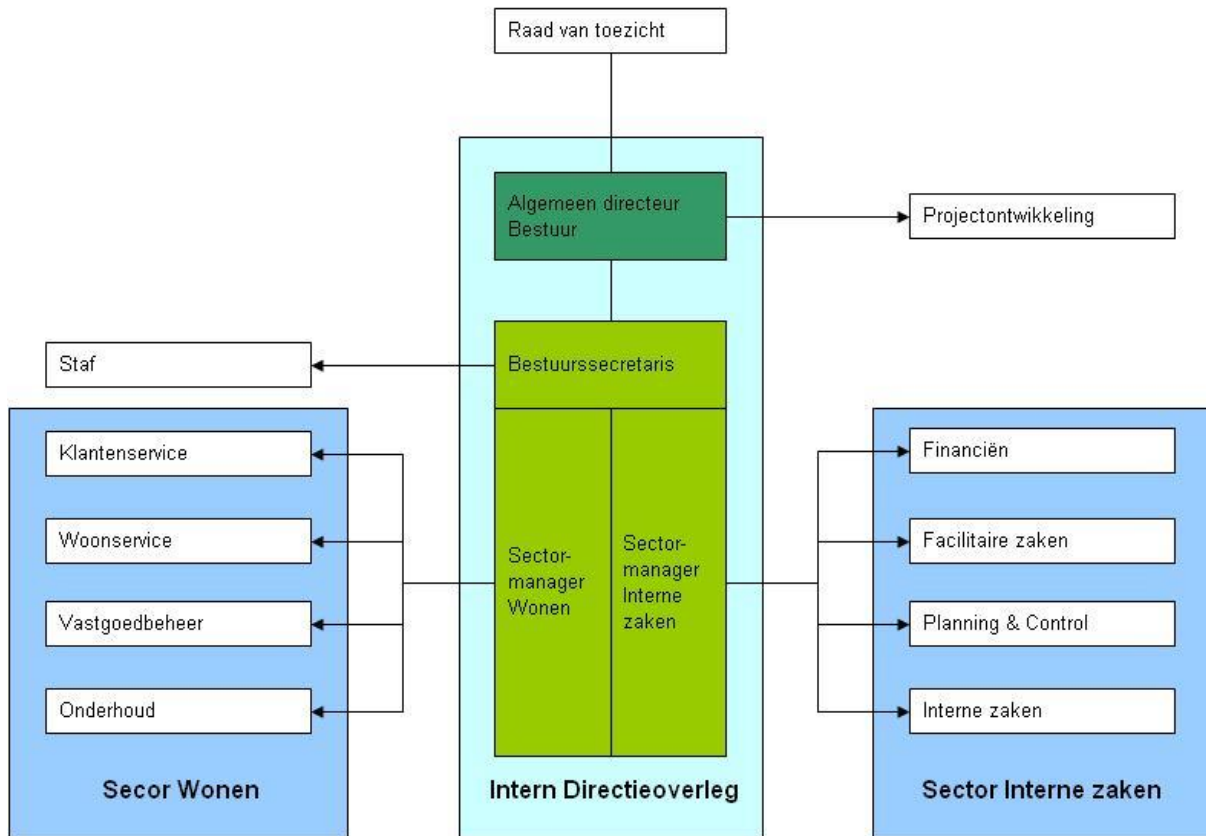 Raad van toezicht
Algemeen directeur
Bestuur
Projectontwikkeling
Staf
Bestuurssecretaris
Klantenservice
Woonservice
Vastgoedbeheer
Onderhoud
Secor Wonen
Sector-
manager
Wonen
Sector-
manager
Interne
zaken
Intern Directieoverleg
Financiën
Facilitaire zaken
Planning & Control
Interne zaken
Sector Interne zaken